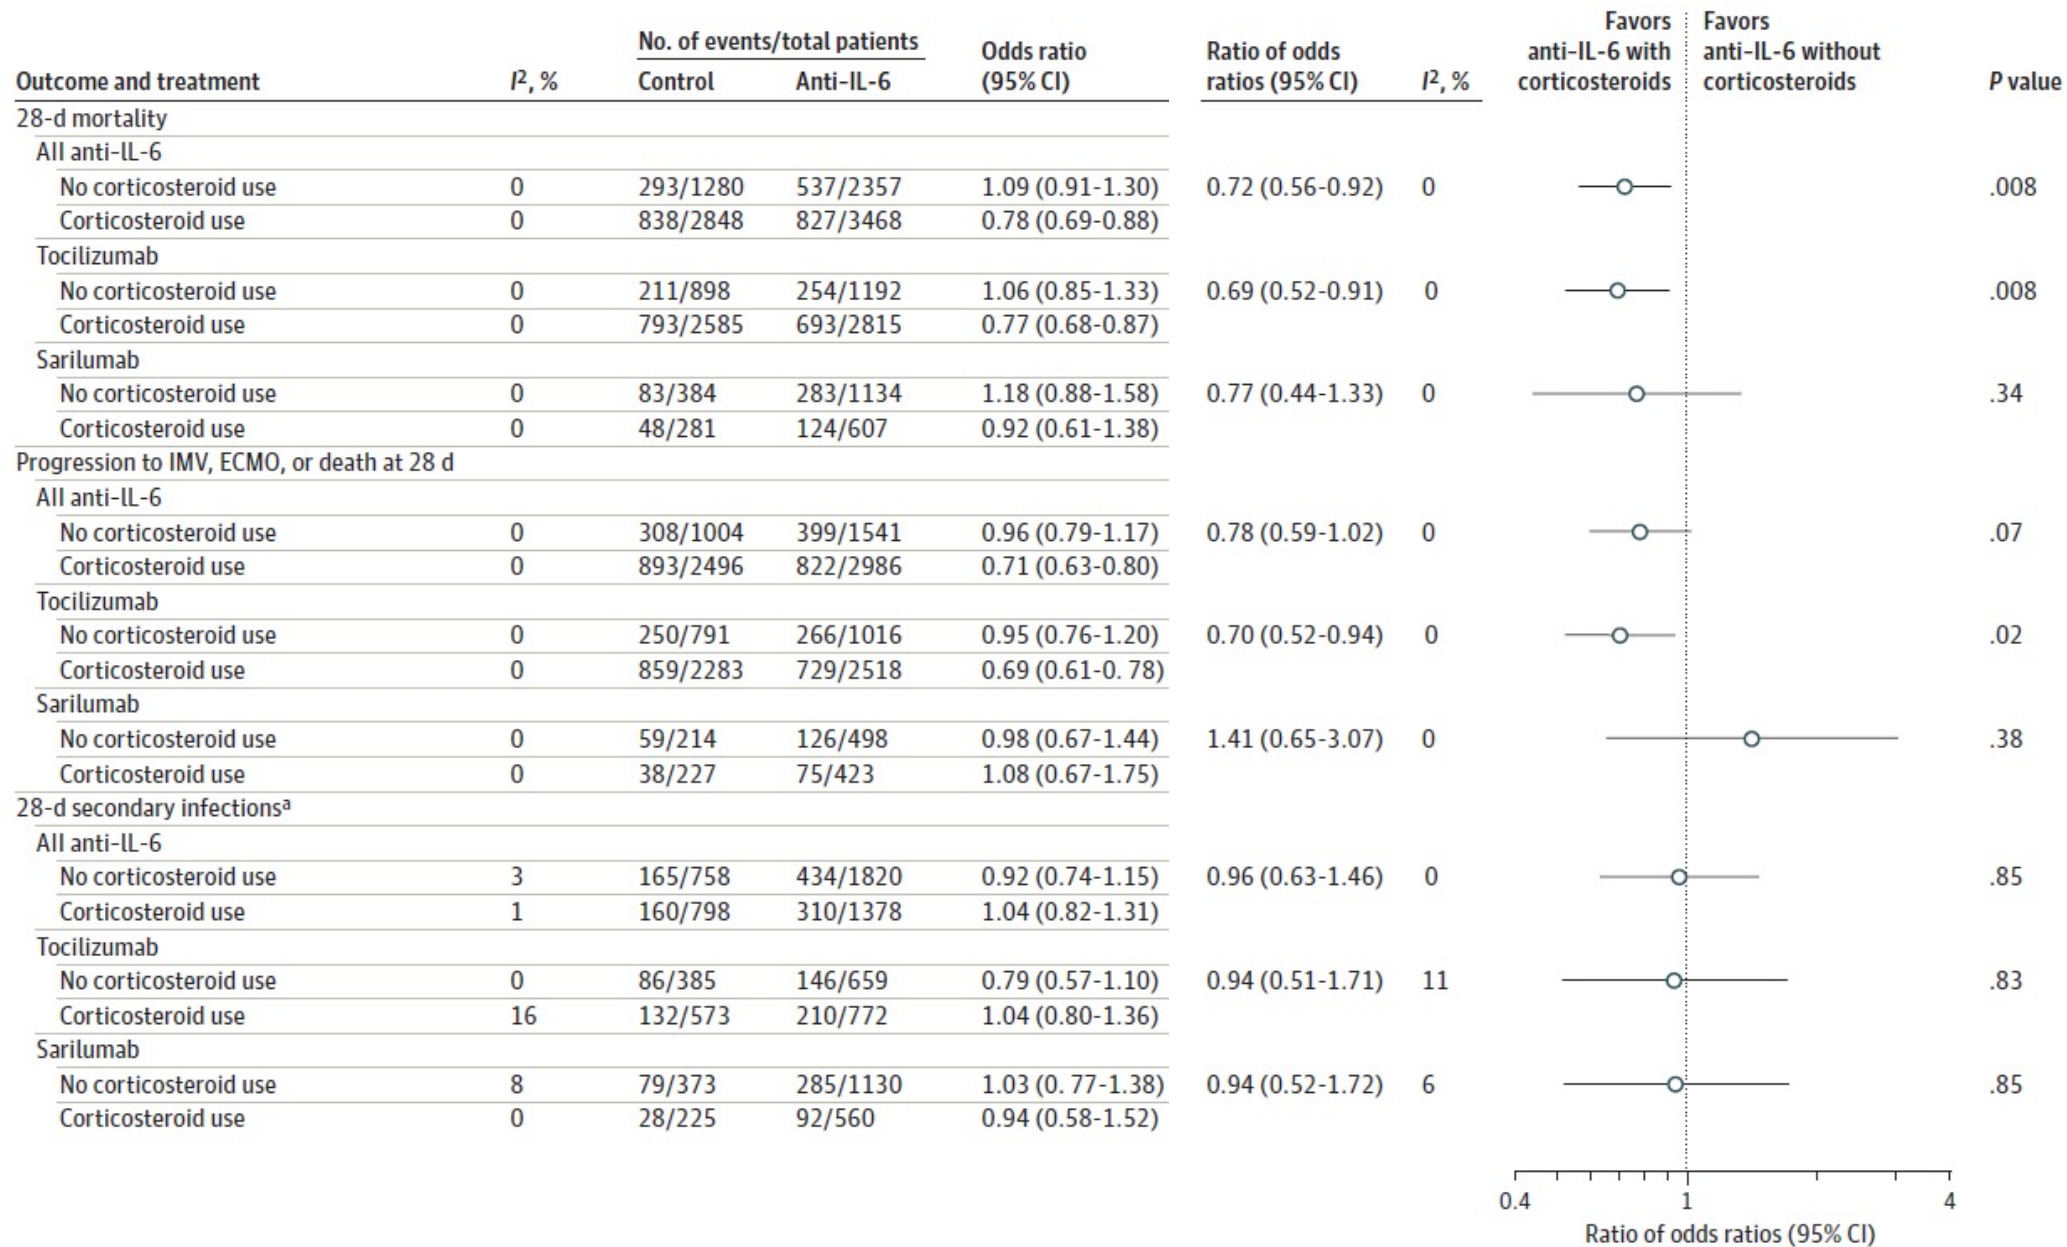 Outcome and treatment I², % No. of events/total patients Control Anti-IL-6 Odds ratio (95% CI) Ratio of odds ratios (95% CI) I², % Favors anti-IL-6 with corticosteroids Favors anti-IL-6 without corticosteroids P value
28-d mortality
All anti-lL-6
No corticosteroid use 0 293/1280 537/2357 1.09 (0.91-1.30) 0.72 (0.56-0.92) 0 .008
Corticosteroid use 0 838/2848 827/3468 0.78 (0.69-0.88)
Tocilizumab
No corticosteroid use 0 211/898 254/1192 1.06 (0.85-1.33) 0.69 (0.52-0.91) 0 .008
Corticosteroid use 0 793/2585 693/2815 0.77 (0.68-0.87)
Sarilumab
No corticosteroid use 0 83/384 283/1134 1.18 (0.88-1.58) 0.77 (0.44-1.33) 0 .34
Corticosteroid use 0 48/281 124/607 0.92 (0.61-1.38)
Progression to IMV, ECMO, or death at 28 d
All anti-lL-6
No corticosteroid use 0 308/1004 399/1541 0.96 (0.79-1.17) 0.78 (0.59-1.02) 0 .07
Corticosteroid use 0 893/2496 822/2986 0.71 (0.63-0.80)
Tocilizumab
No corticosteroid use 0 250/791 266/1016 0.95 (0.76-1.20) 0.70 (0.52-0.94) 0 .02
Corticosteroid use 0 859/2283 729/2518 0.69 (0.61-0. 78)
Sarilumab
No corticosteroid use 0 59/214 126/498 0.98 (0.67-1.44) 1.41 (0.65-3.07) 0 .38
Corticosteroid use 0 38/227 75/423 1.08 (0.67-1.75)
28-d secondary infectionsᵃ
All anti-lL-6
No corticosteroid use 3 165/758 434/1820 0.92 (0.74-1.15) 0.96 (0.63-1.46) 0 .85
Corticosteroid use 1 160/798 310/1378 1.04 (0.82-1.31)
Tocilizumab
No corticosteroid use 0 86/385 146/659 0.79 (0.57-1.10) 0.94 (0.51-1.71) 11 .83
Corticosteroid use 16 132/573 210/772 1.04 (0.80-1.36)
Sarilumab
No corticosteroid use 8 79/373 285/1130 1.03 (0. 77-1.38) 0.94 (0.52-1.72) 6 .85
Corticosteroid use 0 28/225 92/560 0.94 (0.58-1.52)
0.4 1 4
Ratio of odds ratios (95% CI)